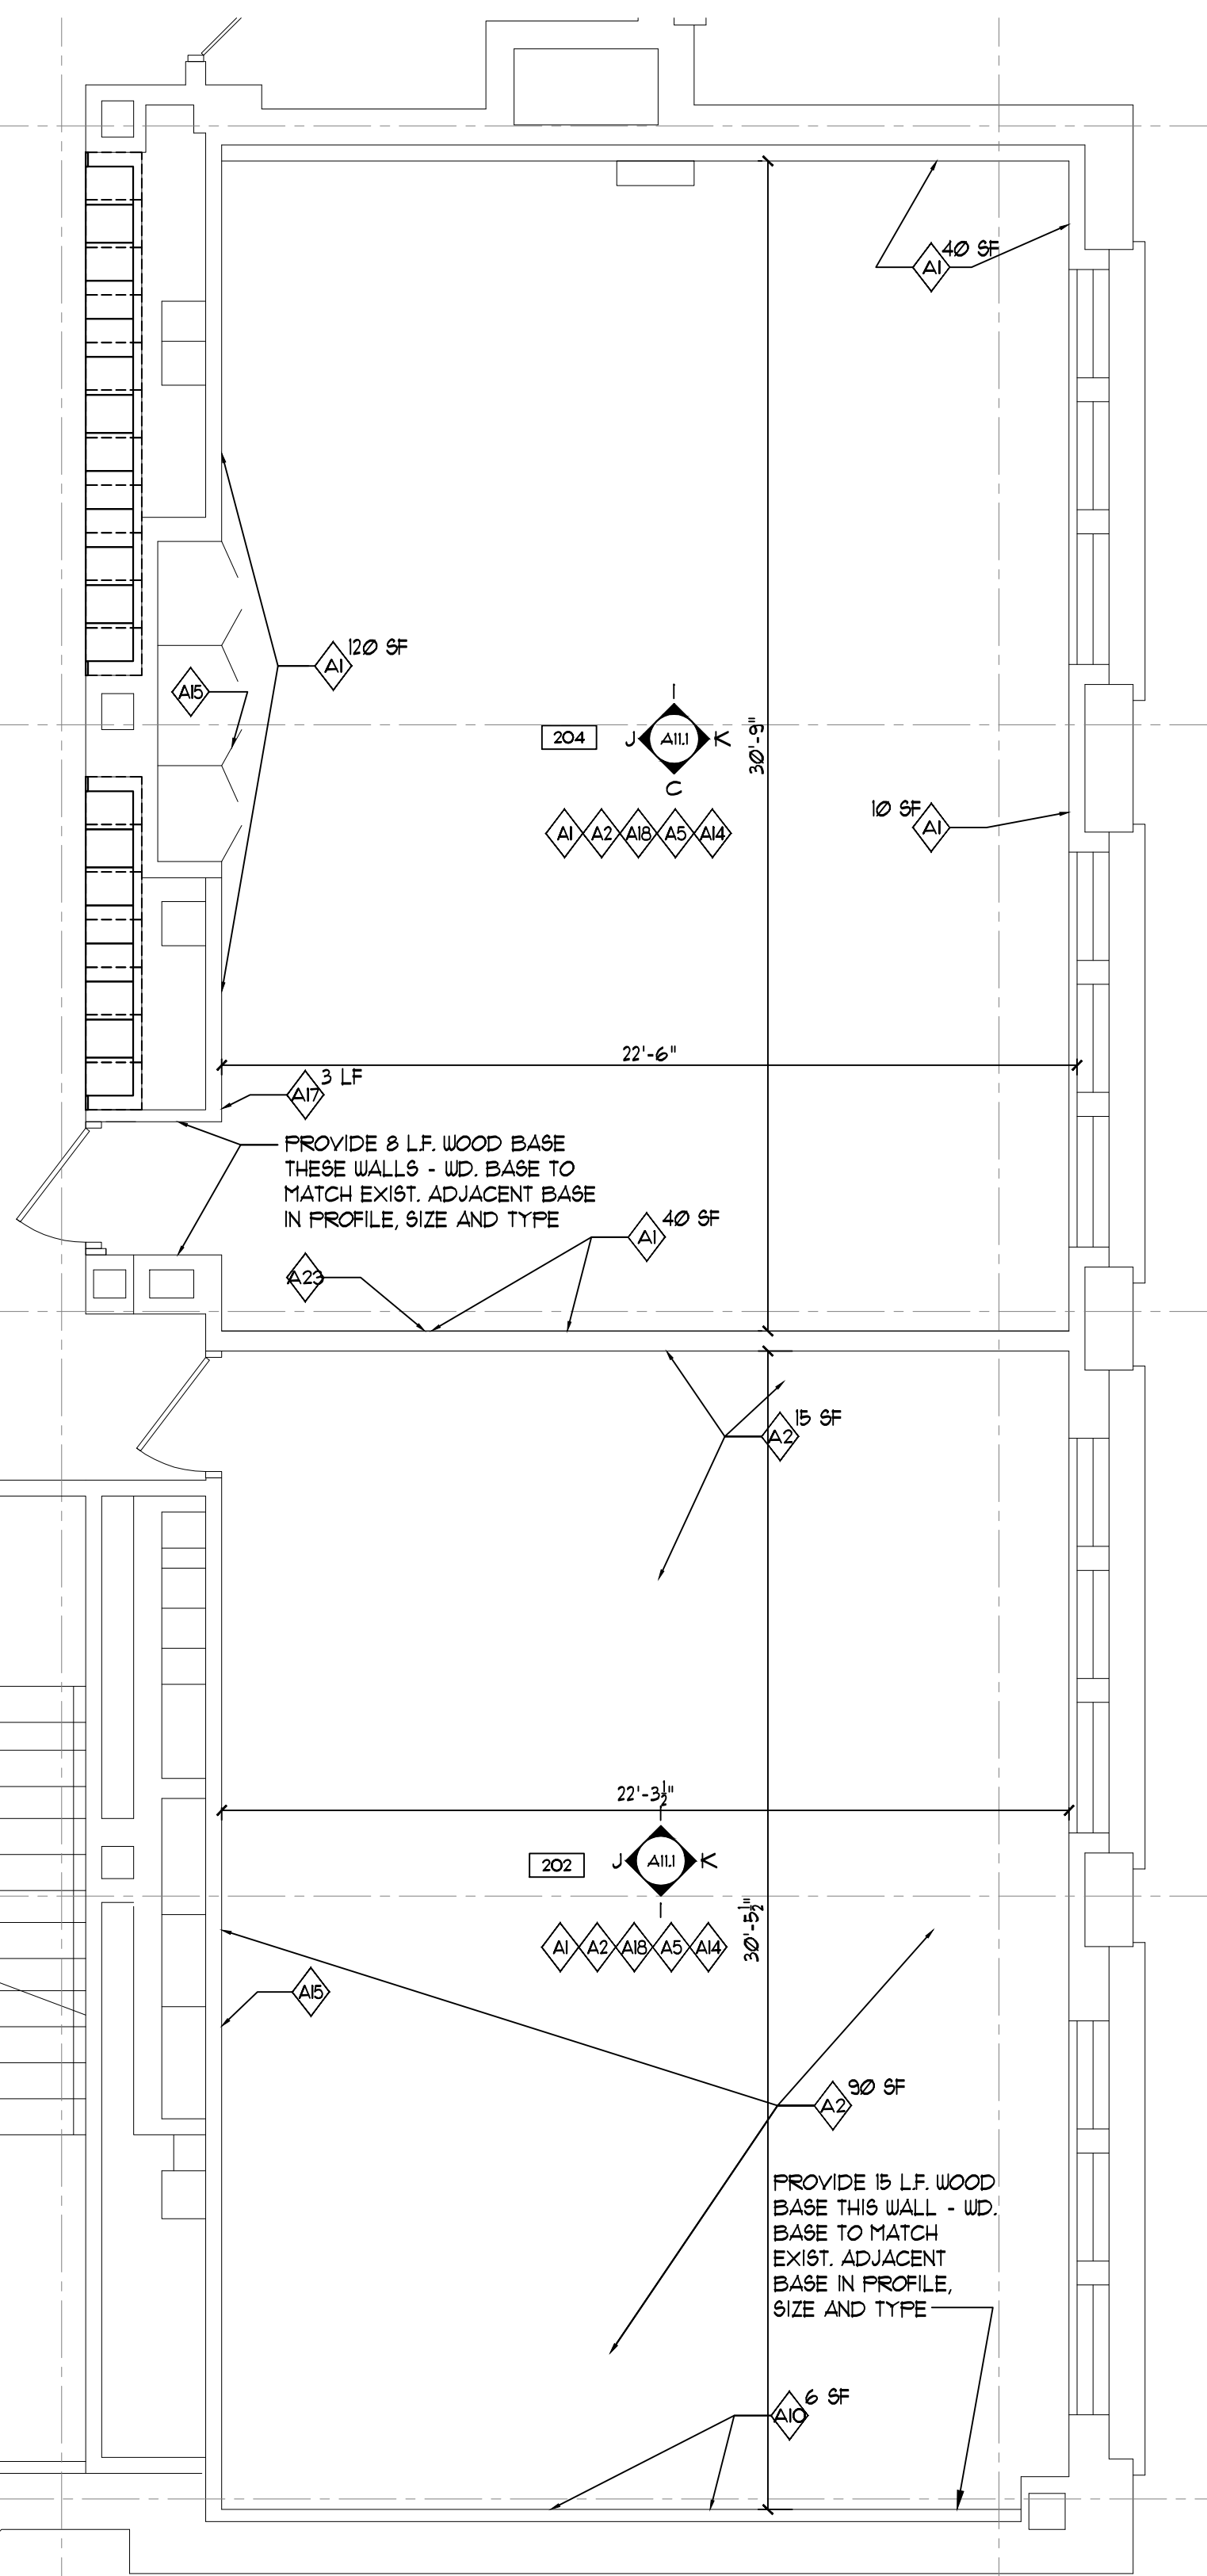 40 SF
A1
120 SF
A1
A15
1
204
J
A11.1
K
30'-9"
C
10 SF
A1
A1 A2 A18 A5 A14
22'-6"
3 LF
A17
PROVIDE 8 L.F. WOOD BASE
THESE WALLS - WD. BASE TO
MATCH EXIST. ADJACENT BASE
IN PROFILE, SIZE AND TYPE
40 SF
A1
A23
15 SF
A2
22'-3½"
1
202
J
A11.1
K
1
30'-5½"
A1 A2 A18 A5 A14
A15
90 SF
A2
PROVIDE 15 L.F. WOOD
BASE THIS WALL - WD.
BASE TO MATCH
EXIST. ADJACENT
BASE IN PROFILE,
SIZE AND TYPE
6 SF
A10